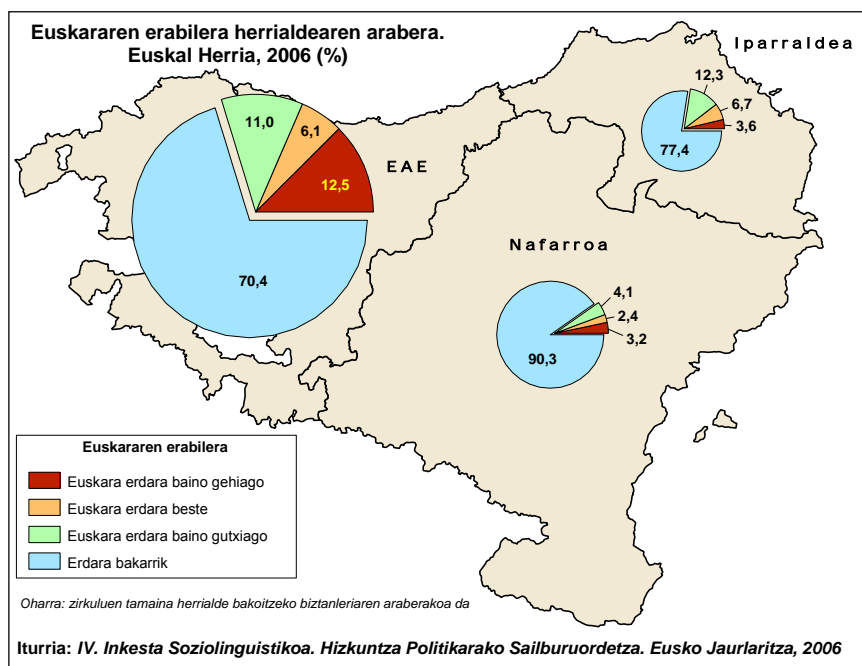 Euskararen erabilera herrialdearen arabera.
Euskal Herria, 2006 (%)
Iparraldea
12,3
6,7
3,6
77,4
11,0
6,1
12,5
EAE
70,4
Nafarroa
4,1
2,4
3,2
90,3
Euskararen erabilera
Euskara erdara baino gehiago
Euskara erdara beste
Euskara erdara baino gutxiago
Erdara bakarrik
Oharra: zirkuluen tamaina herrialde bakoitzeko biztanleriaren araberakoa da
Iturria: IV. Inkesta Soziolinguistikoa. Hizkuntza Politikarako Sailburuordetza. Eusko Jaurlaritza, 2006